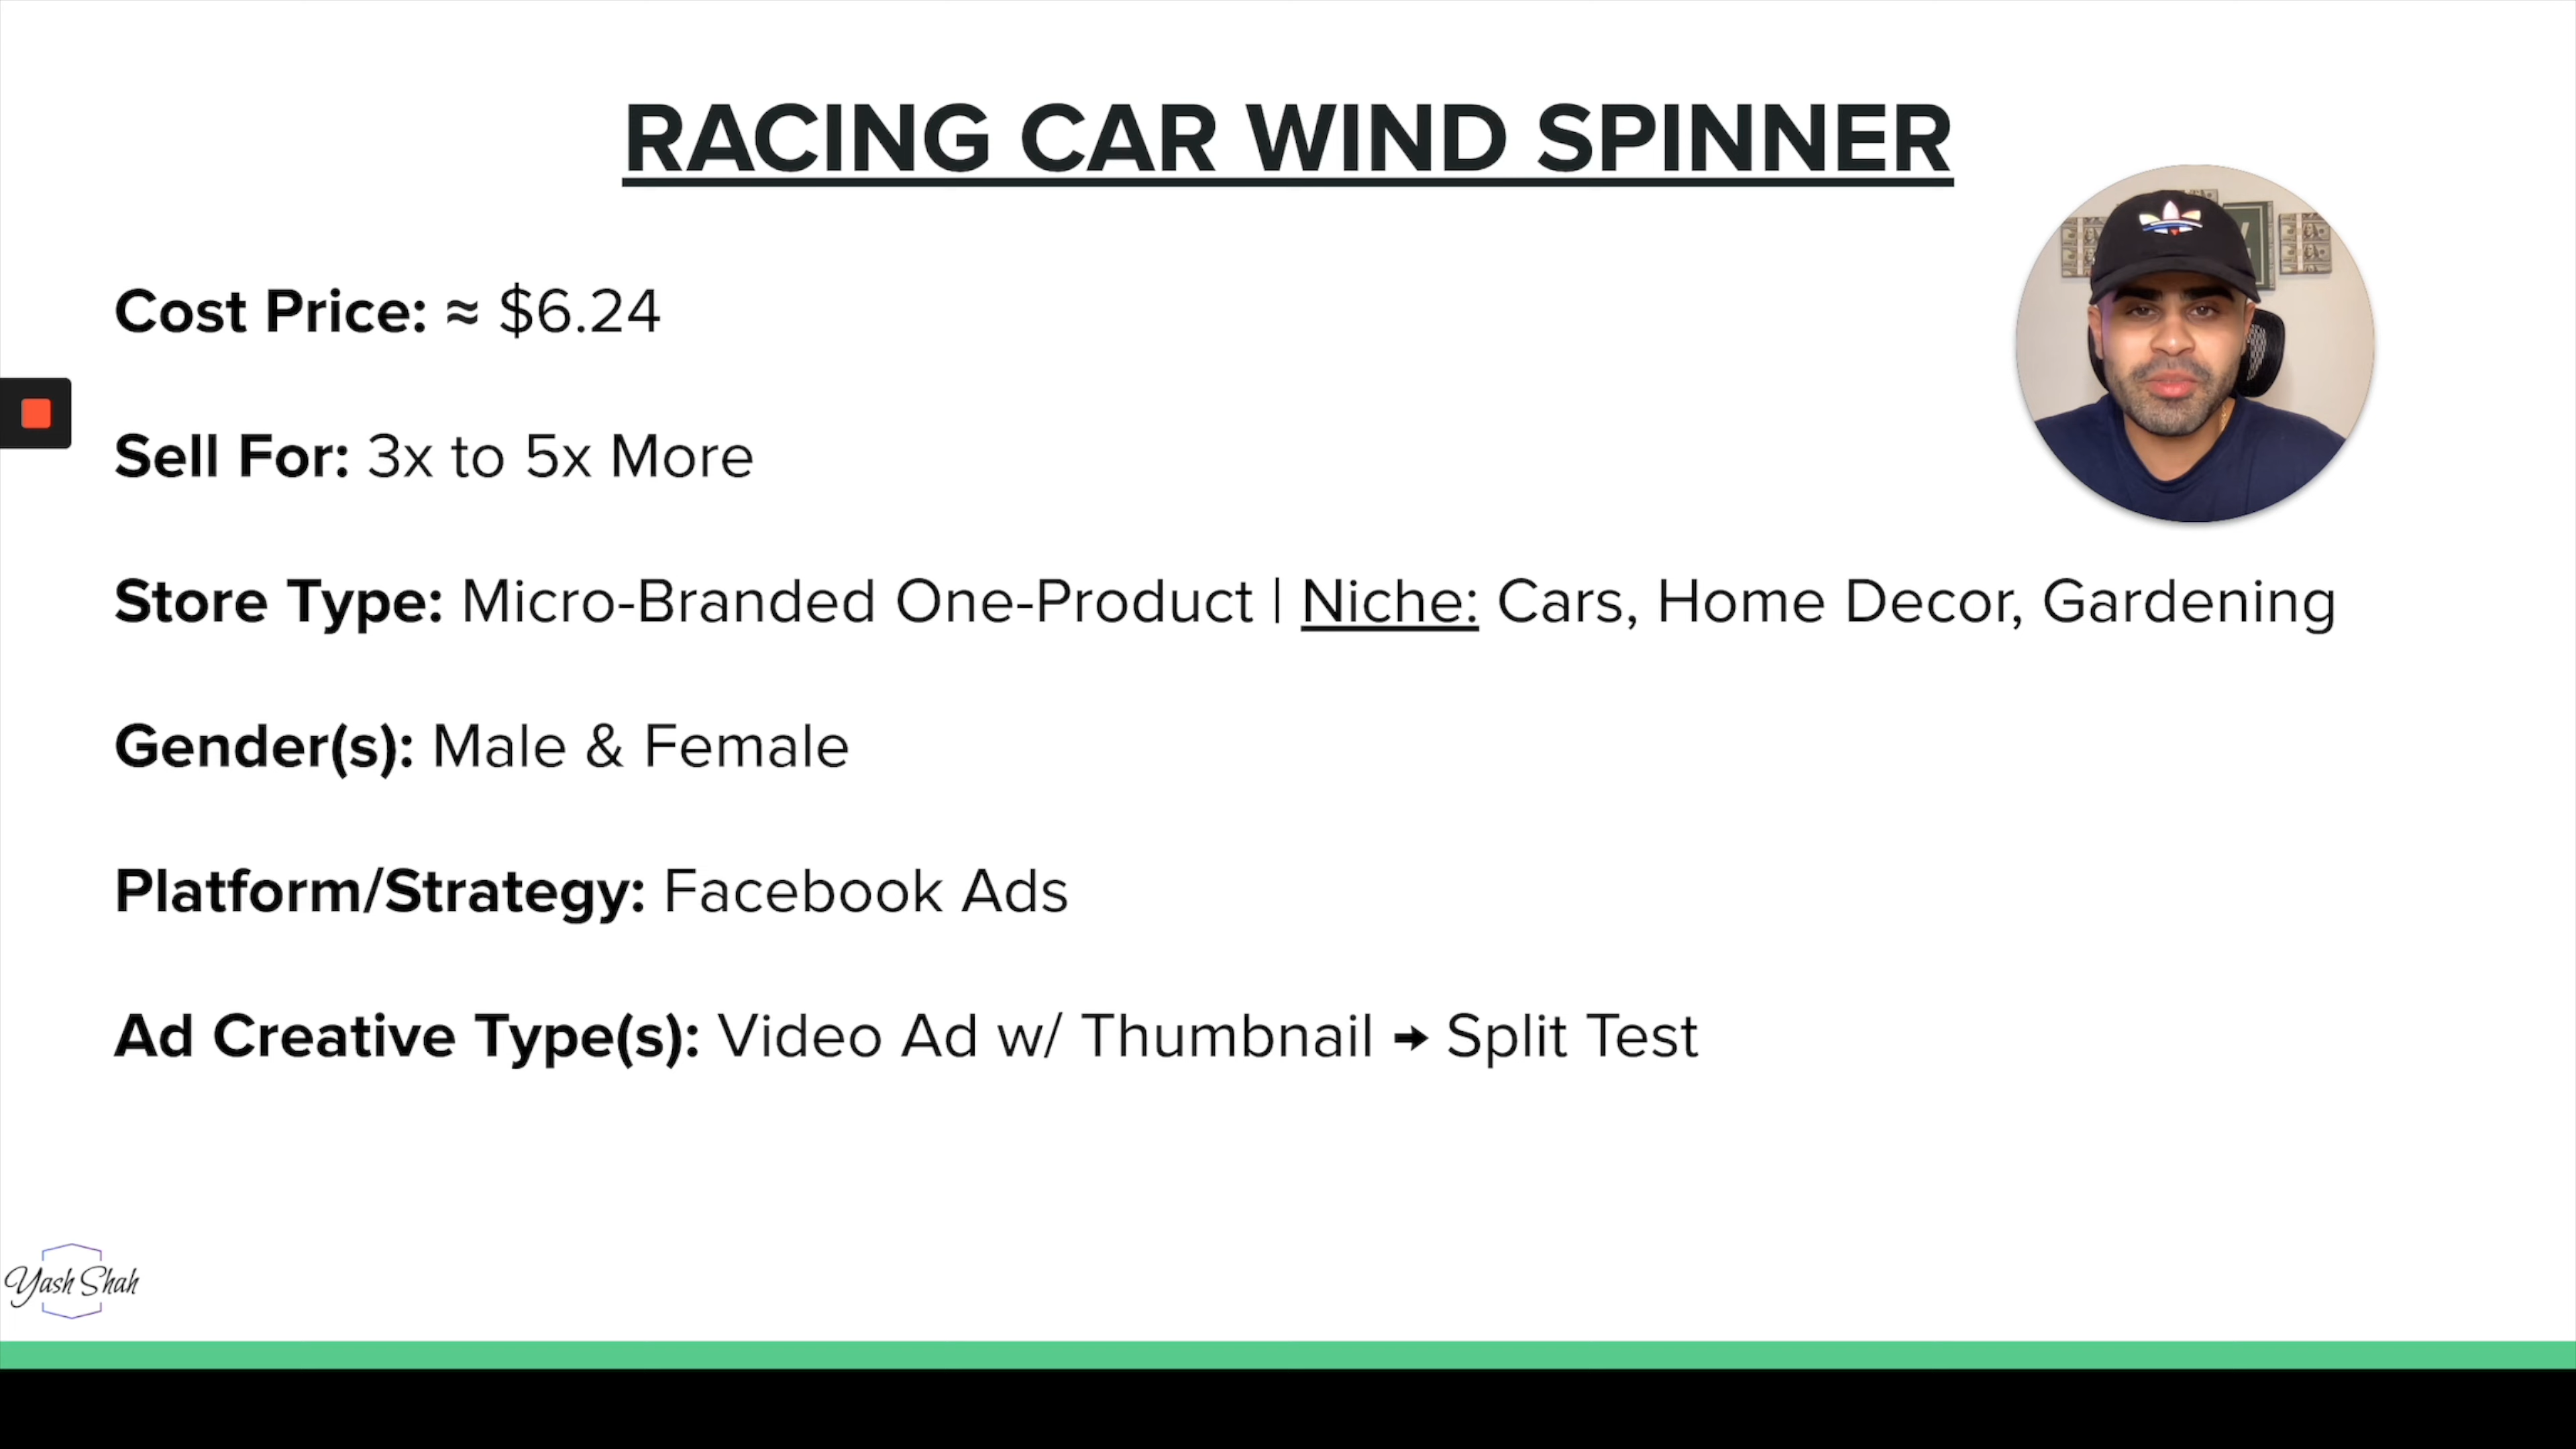 RACING CAR WIND SPINNER
Cost Price: ≈ $6.24
Sell For: 3x to 5x More
Store Type: Micro-Branded One-Product | Niche: Cars, Home Decor, Gardening
Gender(s): Male & Female
Platform/Strategy: Facebook Ads
Ad Creative Type(s): Video Ad w/ Thumbnail → Split Test
Yash Shah